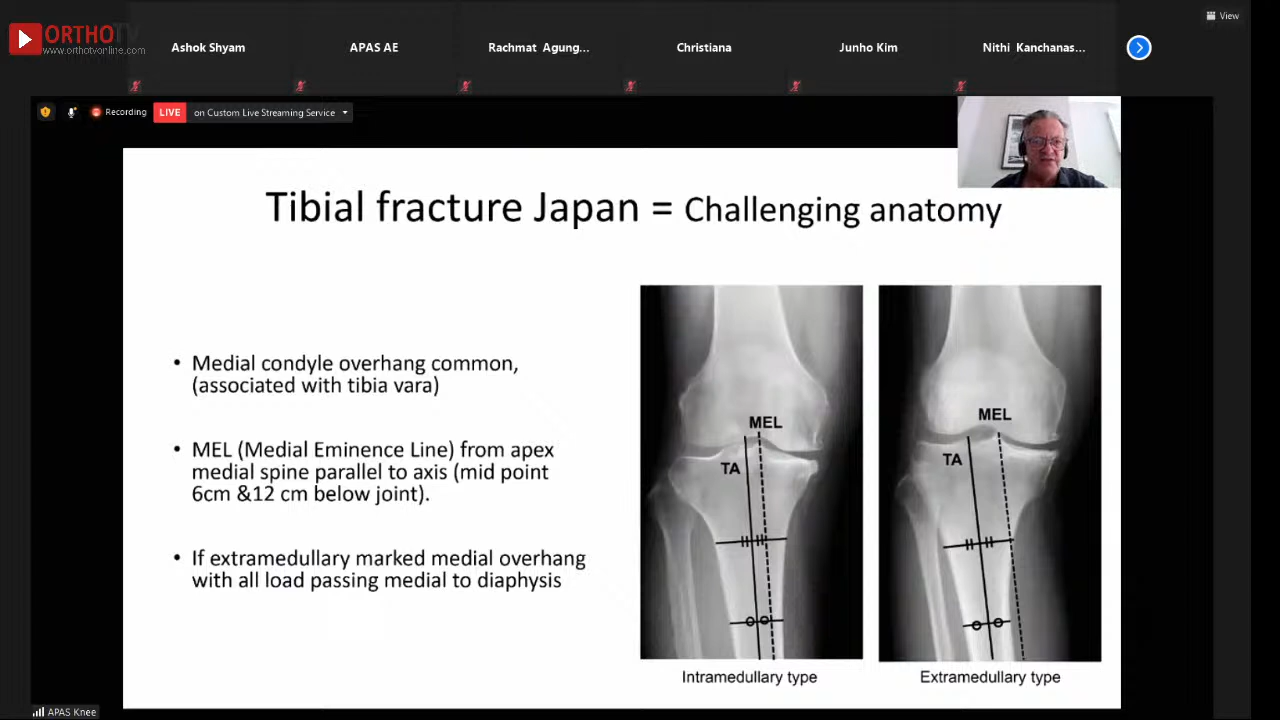 ORTHOTV
www.orthotvonline.com
View
Ashok Shyam
APAS AE
Rachmat Agung...
Christiana
Junho Kim
Nithi Kanchanas...
Recording
LIVE
on Custom Live Streaming Service
Tibial fracture Japan = Challenging anatomy
• Medial condyle overhang common,
(associated with tibia vara)
• MEL (Medial Eminence Line) from apex
medial spine parallel to axis (mid point
6cm &12 cm below joint).
• If extramedullary marked medial overhang
with all load passing medial to diaphysis
MEL
TA
MEL
TA
Intramedullary type
Extramedullary type
APAS Knee